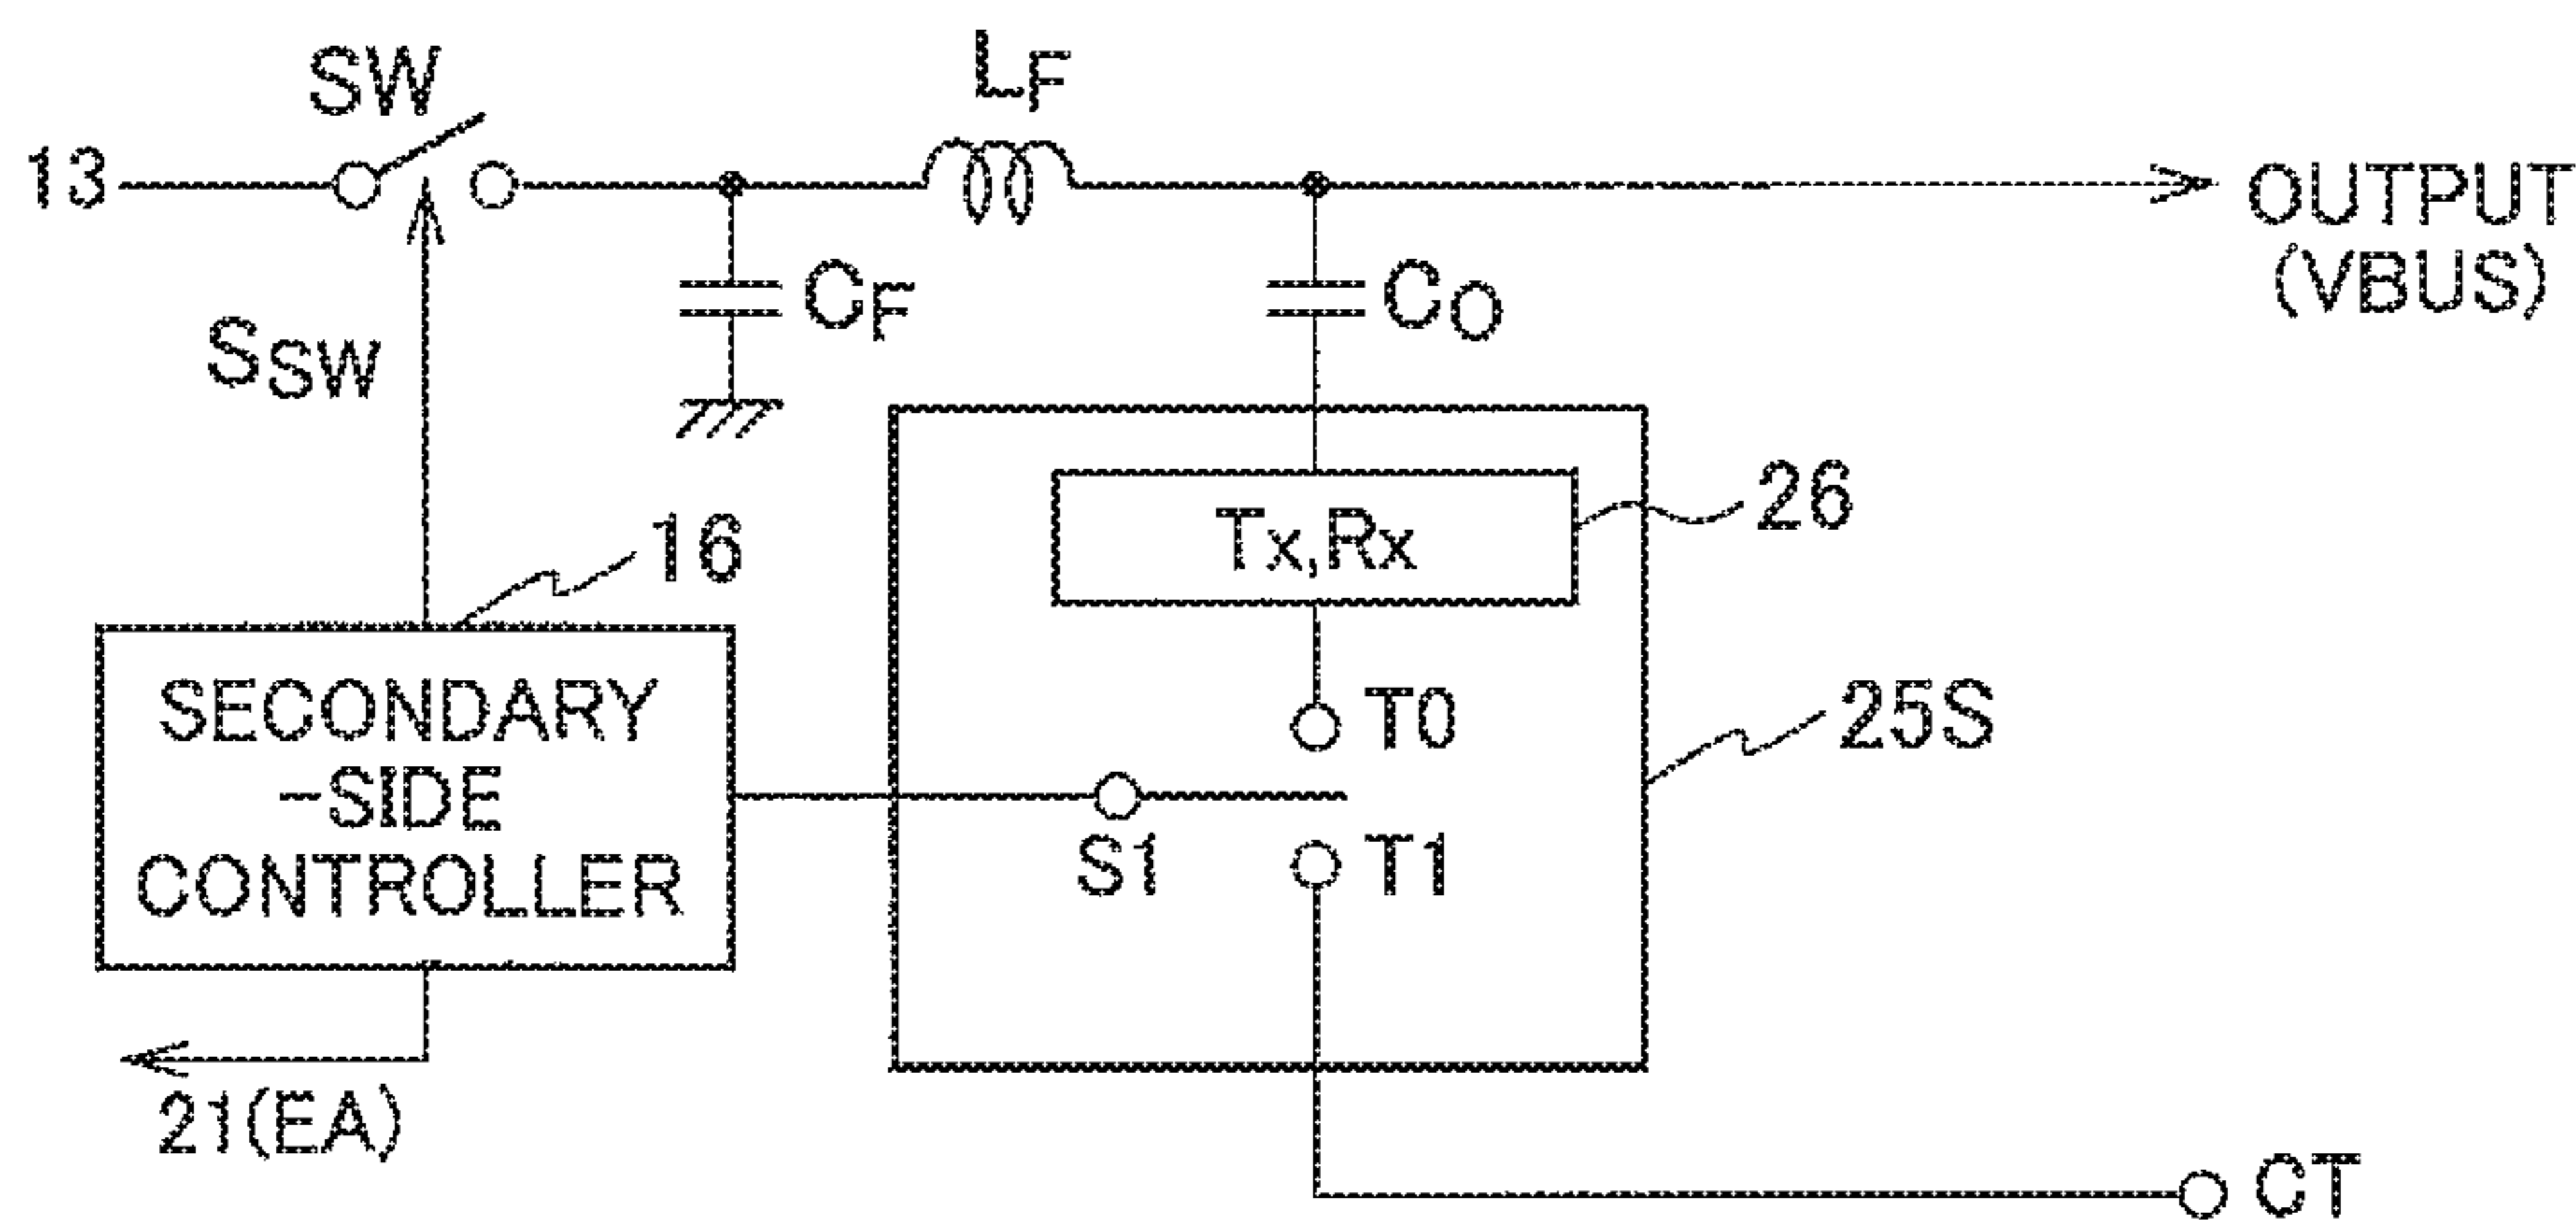 SW
LF
13
OUTPUT
(VBUS)
CF
CO
SSW
26
Tx,Rx
16
SECONDARY
-SIDE
CONTROLLER
T0
25S
S1
T1
21(EA)
CT